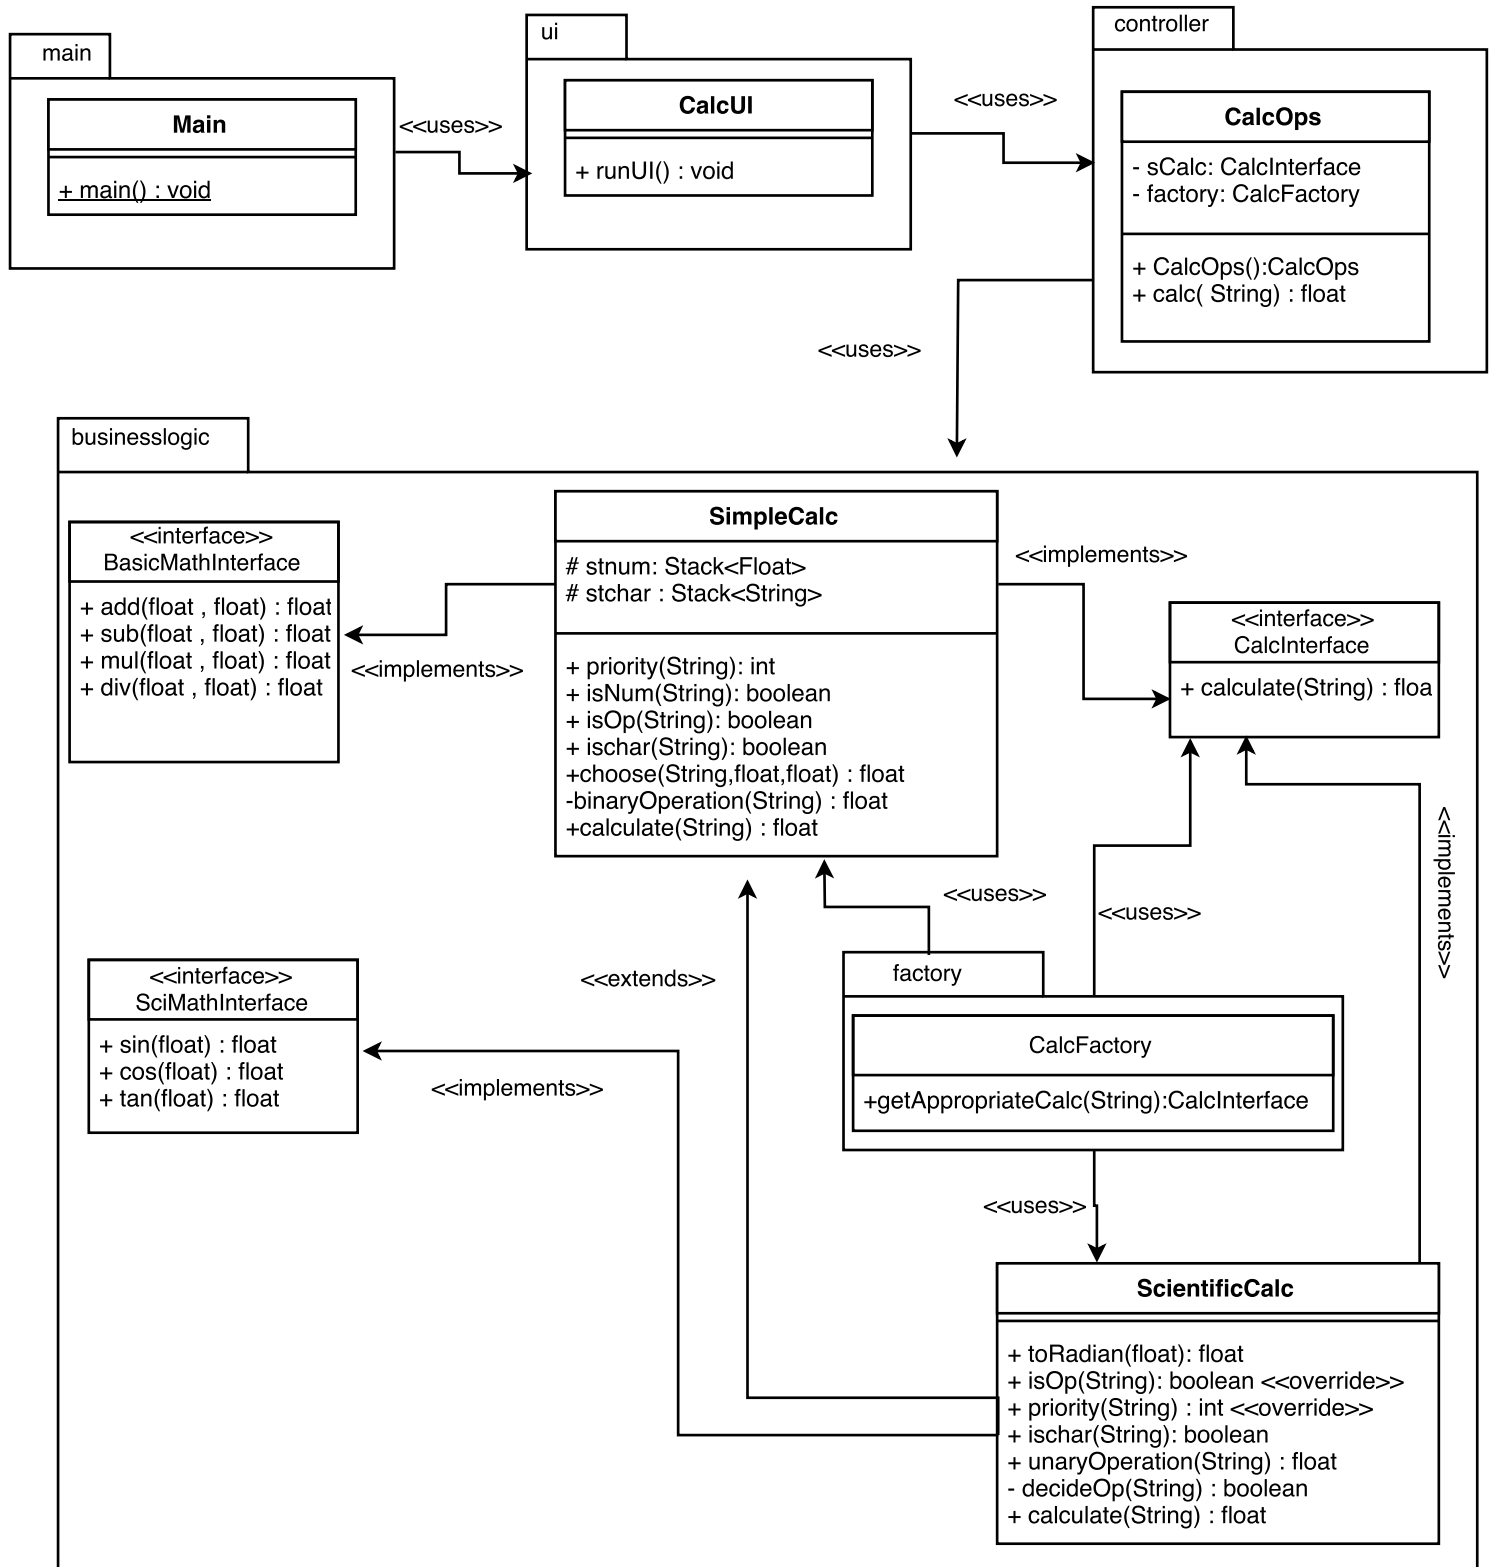 main
Main
+ main() : void
<<uses>>
ui
CalcUI
+ runUI() : void
<<uses>>
controller
CalcOps
- sCalc: CalcInterface
- factory: CalcFactory
+ CalcOps():CalcOps
+ calc( String) : float
<<uses>>
businesslogic
<<interface>>
BasicMathInterface
+ add(float , float) : float
+ sub(float , float) : float
+ mul(float , float) : float
+ div(float , float) : float
<<implements>>
SimpleCalc
# stnum: Stack<Float>
# stchar : Stack<String>
+ priority(String): int
+ isNum(String): boolean
+ isOp(String): boolean
+ ischar(String): boolean
+choose(String,float,float) : float
-binaryOperation(String) : float
+calculate(String) : float
<<implements>>
<<interface>>
CalcInterface
+ calculate(String) : floa
<<implements>>
<<uses>>
<<uses>>
<<extends>>
<<interface>>
SciMathInterface
+ sin(float) : float
+ cos(float) : float
+ tan(float) : float
<<implements>>
factory
CalcFactory
+getAppropriateCalc(String):CalcInterface
<<uses>>
ScientificCalc
+ toRadian(float): float
+ isOp(String): boolean <<override>>
+ priority(String) : int <<override>>
+ ischar(String): boolean
+ unaryOperation(String) : float
- decideOp(String) : boolean
+ calculate(String) : float